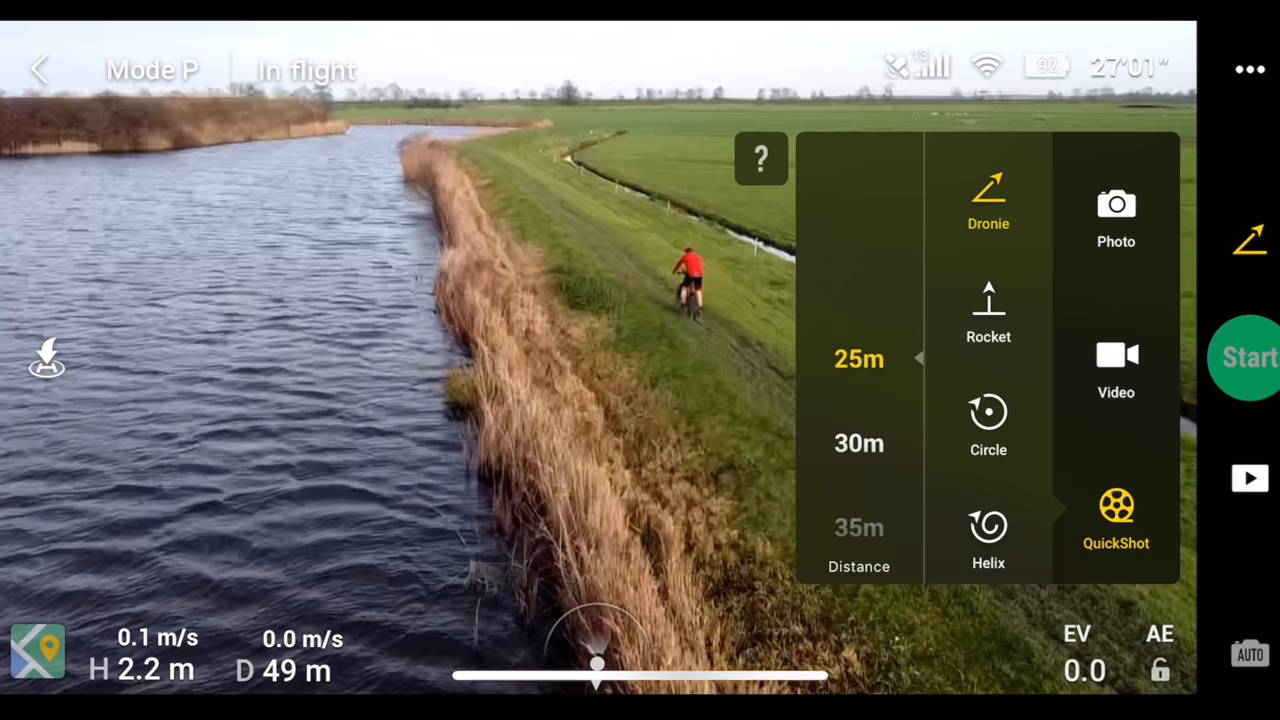 Mode P
In flight
13
92
27'01"
?
Dronie
Rocket
Circle
Helix
Photo
Video
QuickShot
25m
30m
35m
Distance
Start
0.1 m/s
0.0 m/s
H 2.2 m
D 49 m
EV
0.0
AE
AUTO